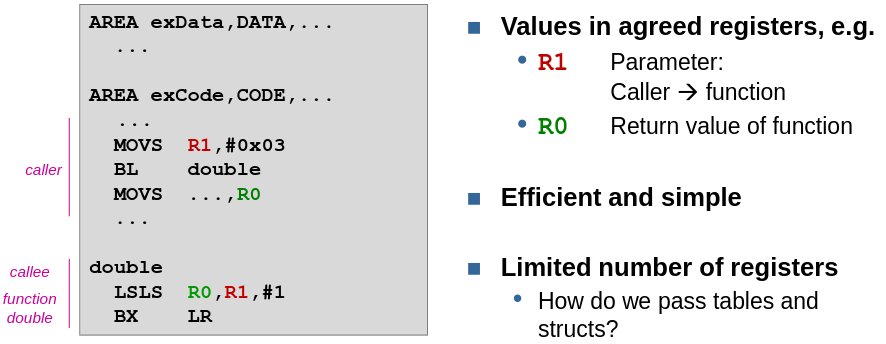 AREA exData,DATA,...
...
AREA exCode,CODE,...
...
caller
MOVS R1,#0x03
BL double
MOVS ...,R0
...
callee
function
double
double
LSLS R0,R1,#1
BX LR
Values in agreed registers, e.g.
• R1 Parameter:
Caller → function
• R0 Return value of function
Efficient and simple
Limited number of registers
• How do we pass tables and
structs?